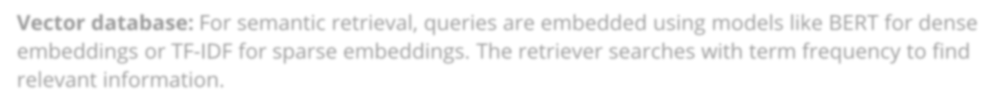 Vector database: For semantic retrieval, queries are embedded using models like BERT for dense
embeddings or TF-IDF for sparse embeddings. The retriever searches with term frequency to find
relevant information.